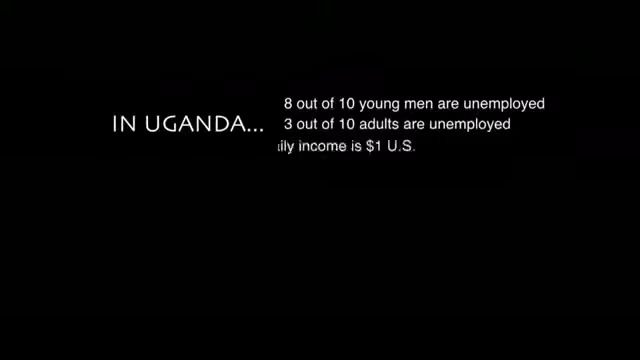 8 out of 10 young men are unemployed
IN UGANDA...
3 out of 10 adults are unemployed
income is $1 U.S.